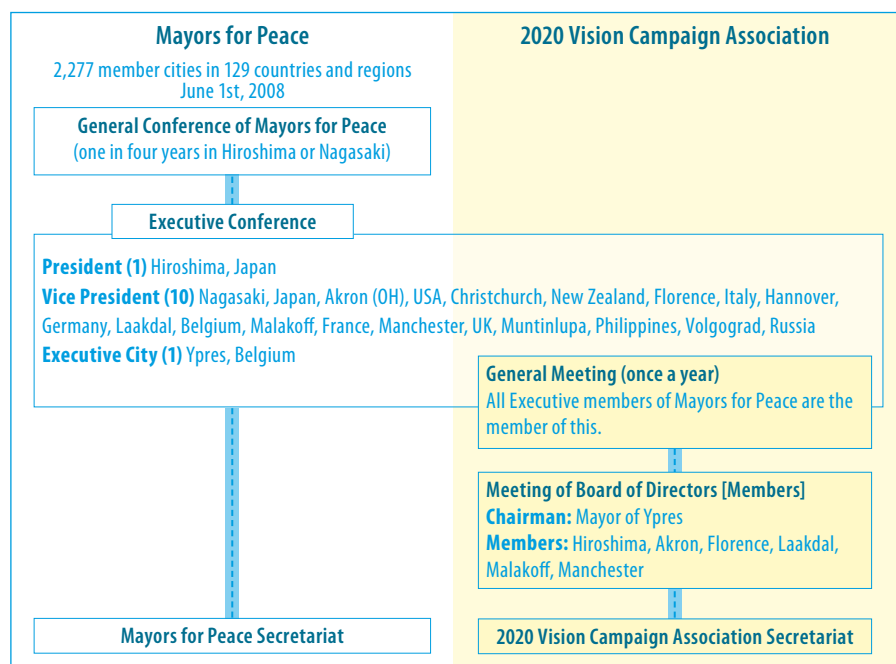 Mayors for Peace
2,277 member cities in 129 countries and regions
June 1st, 2008
General Conference of Mayors for Peace
(one in four years in Hiroshima or Nagasaki)
2020 Vision Campaign Association
Executive Conference
President (1) Hiroshima, Japan
Vice President (10) Nagasaki, Japan, Akron (OH), USA, Christchurch, New Zealand, Florence, Italy, Hannover,
Germany, Laakdal, Belgium, Malakoff, France, Manchester, UK, Muntinlupa, Philippines, Volgograd, Russia
Executive City (1) Ypres, Belgium
General Meeting (once a year)
All Executive members of Mayors for Peace are the
member of this.
Meeting of Board of Directors [Members]
Chairman: Mayor of Ypres
Members: Hiroshima, Akron, Florence, Laakdal,
Malakoff, Manchester
Mayors for Peace Secretariat
2020 Vision Campaign Association Secretariat